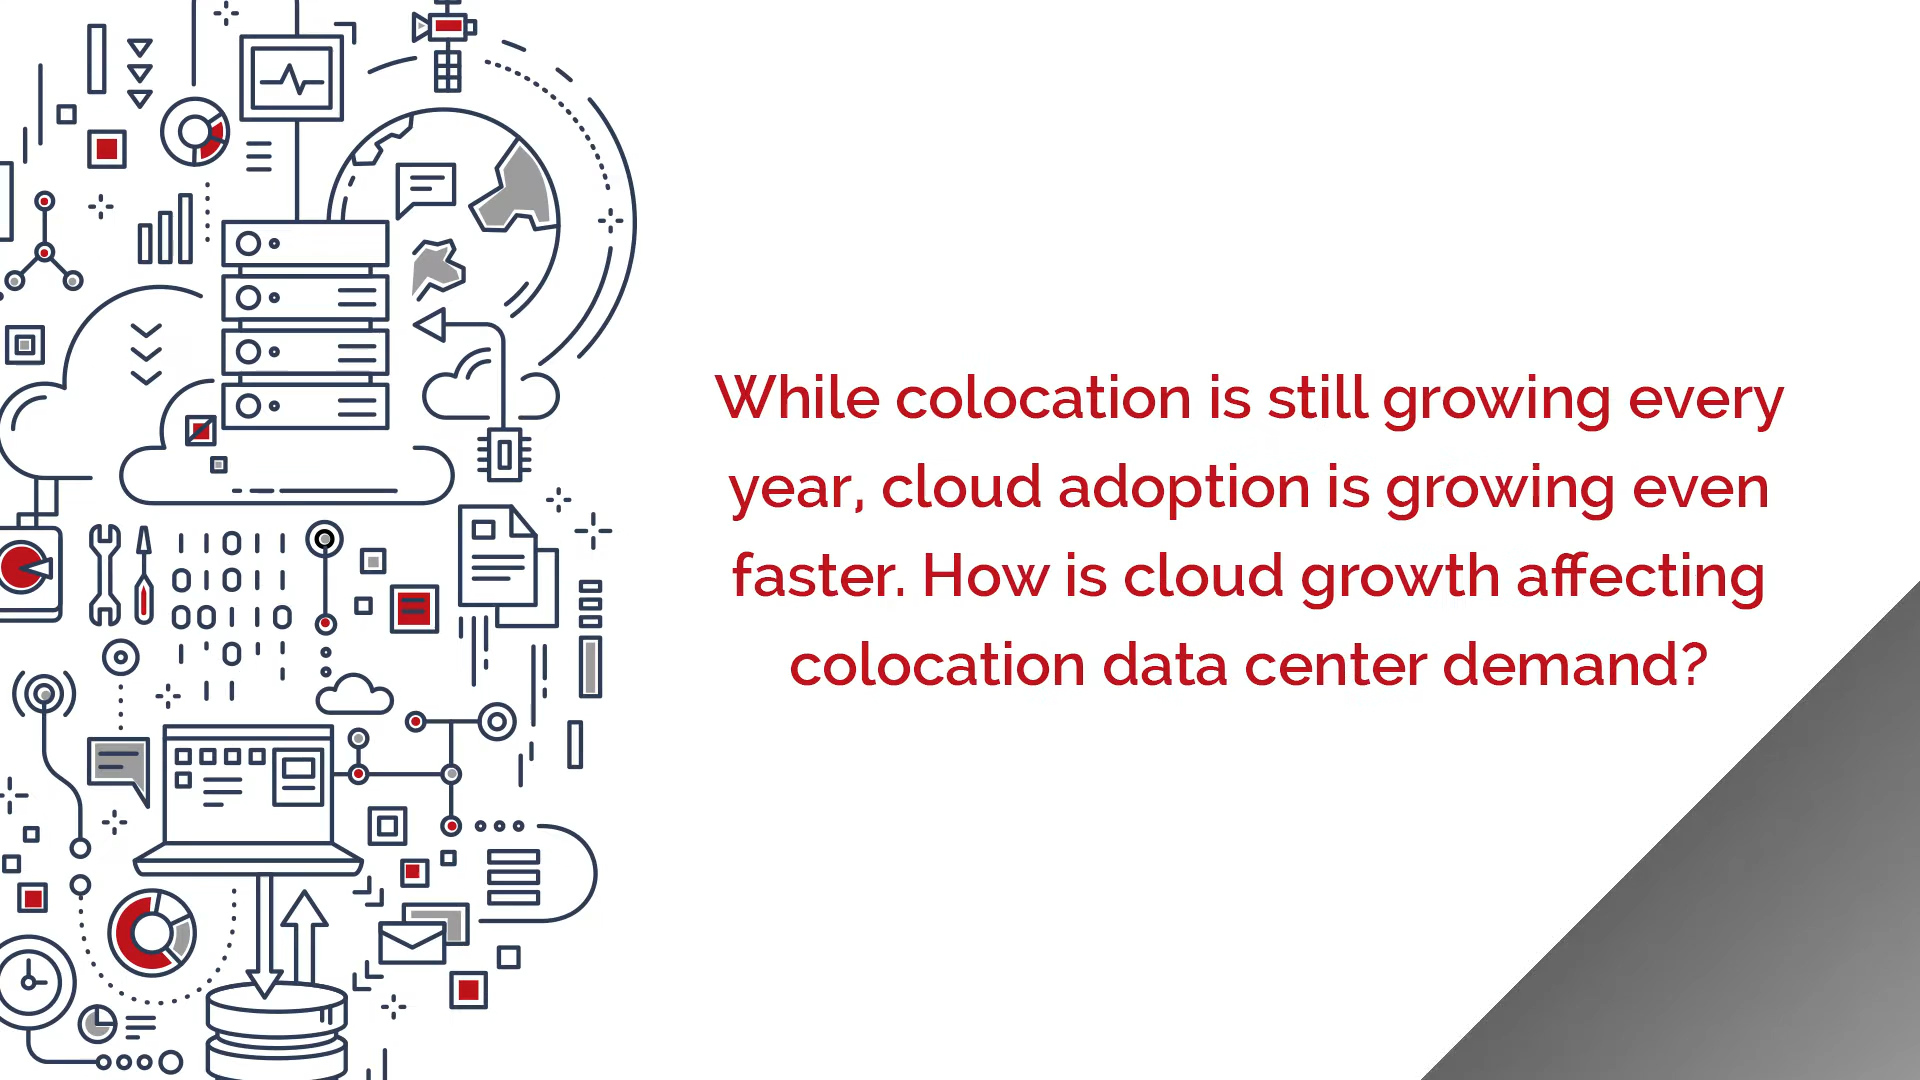 While colocation is still growing every
year, cloud adoption is growing even
faster. How is cloud growth affecting
colocation data center demand?